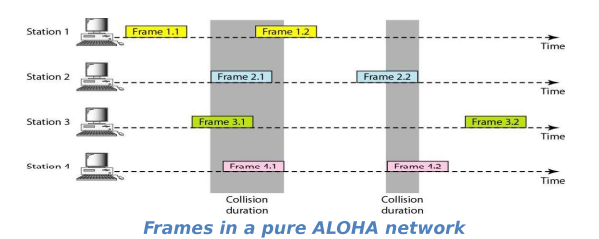 Station 1
Frame 1.1
Frame 1.2
Time
Station 2
Frame 2.1
Frame 2.2
Time
Station 3
Frame 3.1
Frame 3.2
Time
Station 4
Frame 4.1
Frame 4.2
Time
Collision
duration
Collision
duration
Frames in a pure ALOHA network